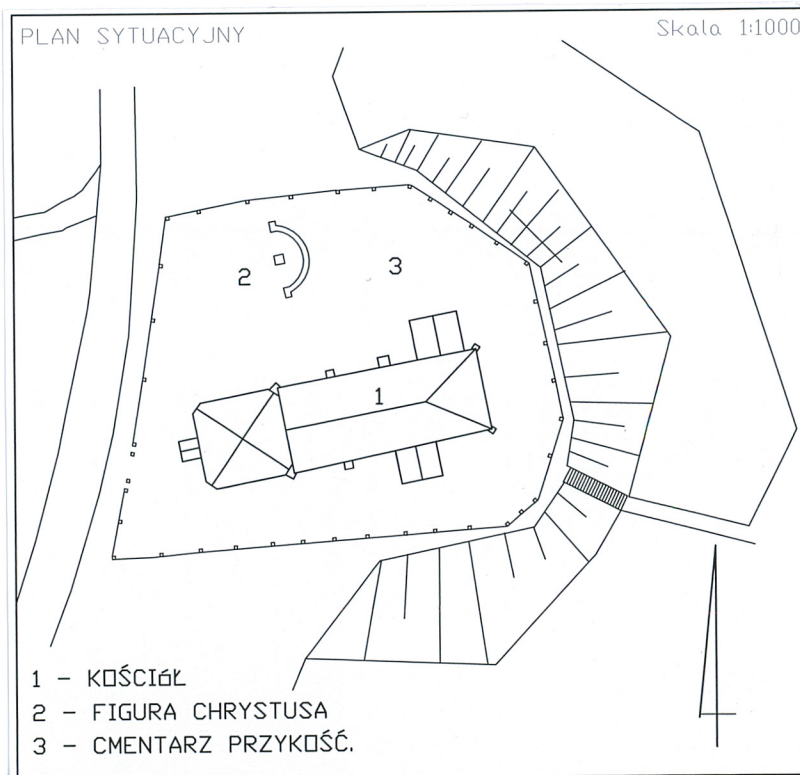 PLAN SYTUACYJNY
Skala 1:1000
2
3
1
1 – KOŚCIóŁ
2 – FIGURA CHRYSTUSA
3 – CMENTARZ PRZYKOŚĆ.